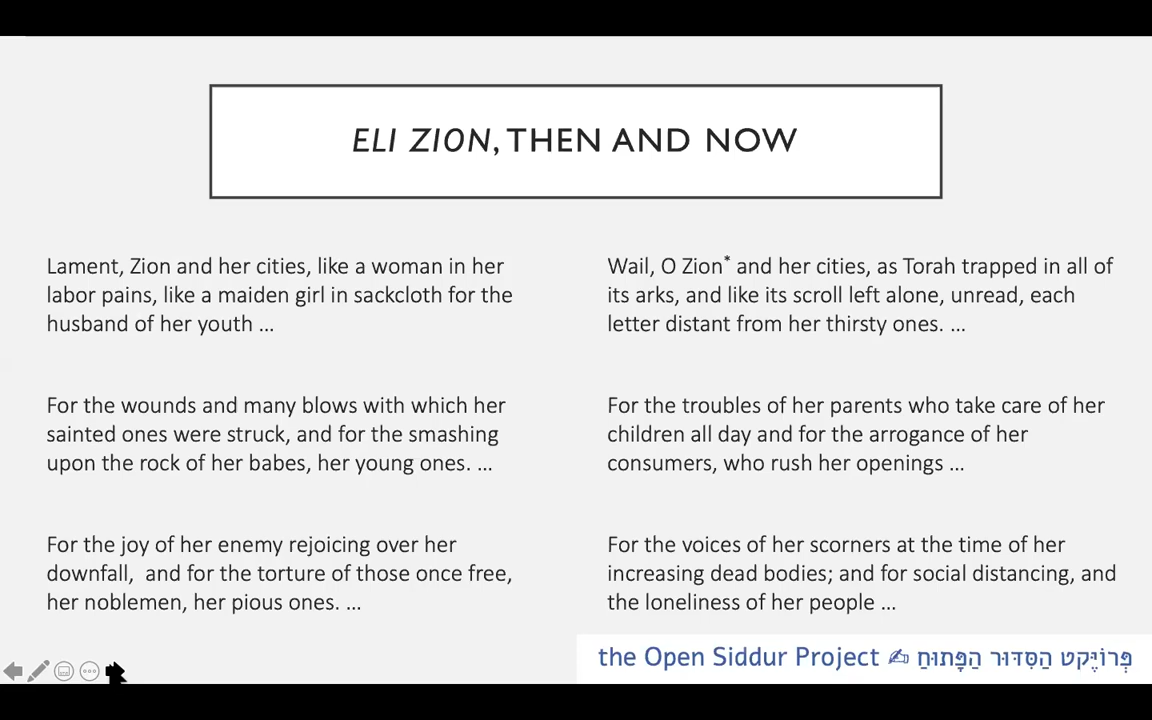 ELI ZION, THEN AND NOW
Lament, Zion and her cities, like a woman in her
labor pains, like a maiden girl in sackcloth for the
husband of her youth ...
For the wounds and many blows with which her
sainted ones were struck, and for the smashing
upon the rock of her babes, her young ones. ...
For the joy of her enemy rejoicing over her
downfall,  and for the torture of those once free,
her noblemen, her pious ones. ...
Wail, O Zion* and her cities, as Torah trapped in all of
its arks, and like its scroll left alone, unread, each
letter distant from her thirsty ones. ...
For the troubles of her parents who take care of her
children all day and for the arrogance of her
consumers, who rush her openings ...
For the voices of her scorners at the time of her
increasing dead bodies; and for social distancing, and
the loneliness of her people ...
the Open Siddur Project ✍ פְּרוֹיֶקט הַסִּדּוּר הַפָּתוּחַ